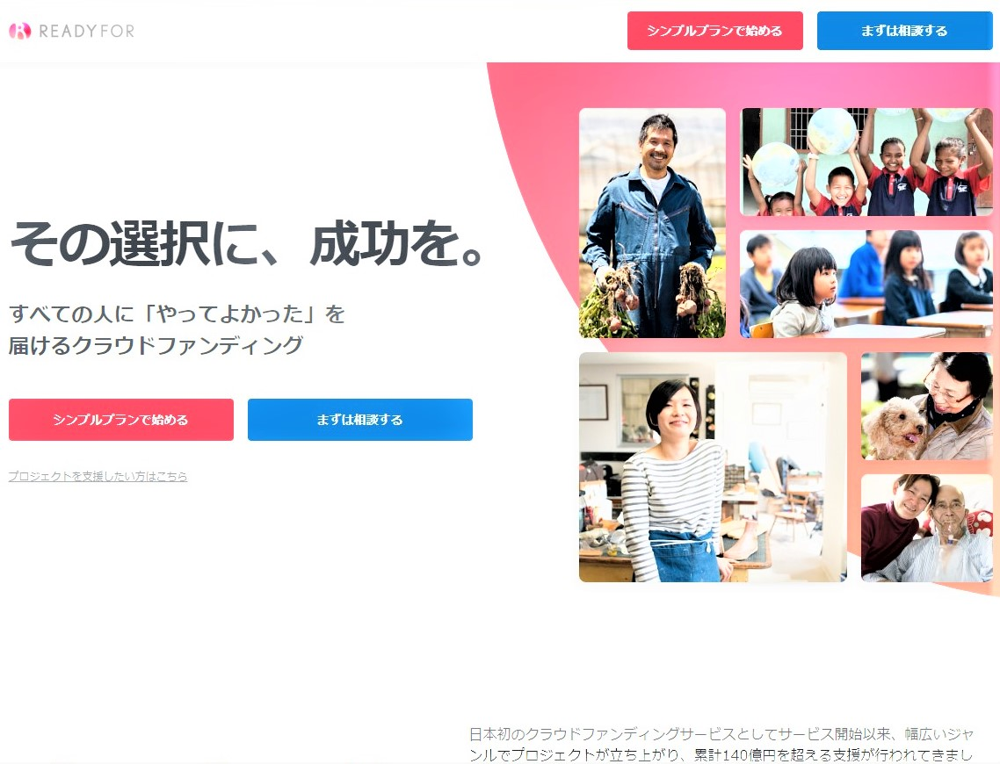 READYFOR
シンプルプランで始める
まずは相談する
その選択に、成功を。
すべての人に「やってよかった」を
届けるクラウドファンディング
シンプルプランで始める
まずは相談する
プロジェクトを支援したい方はこちら
日本初のクラウドファンディングサービスとしてサービス開始以来、幅広いジャ
ンルでプロジェクトが立ち上がり、累計140億円を超える支援が行われてきまし